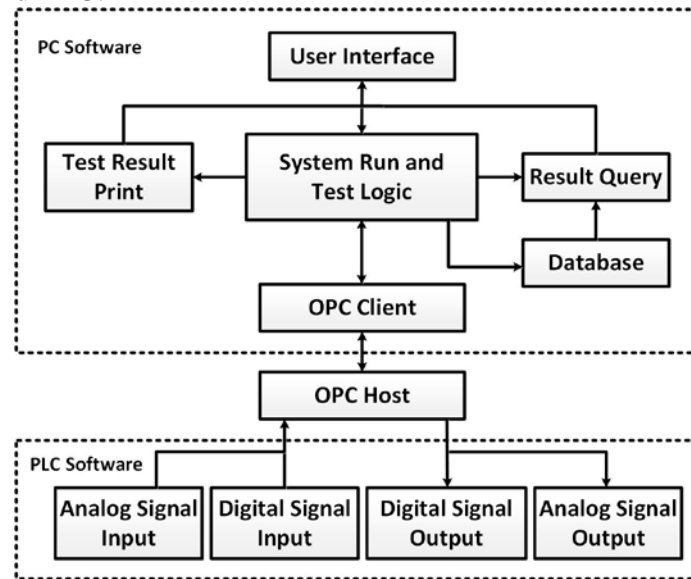 PC Software
User Interface
Test Result
Print
System Run and
Test Logic
Result Query
Database
OPC Client
OPC Host
PLC Software
Analog Signal
Input
Digital Signal
Input
Digital Signal
Output
Analog Signal
Output